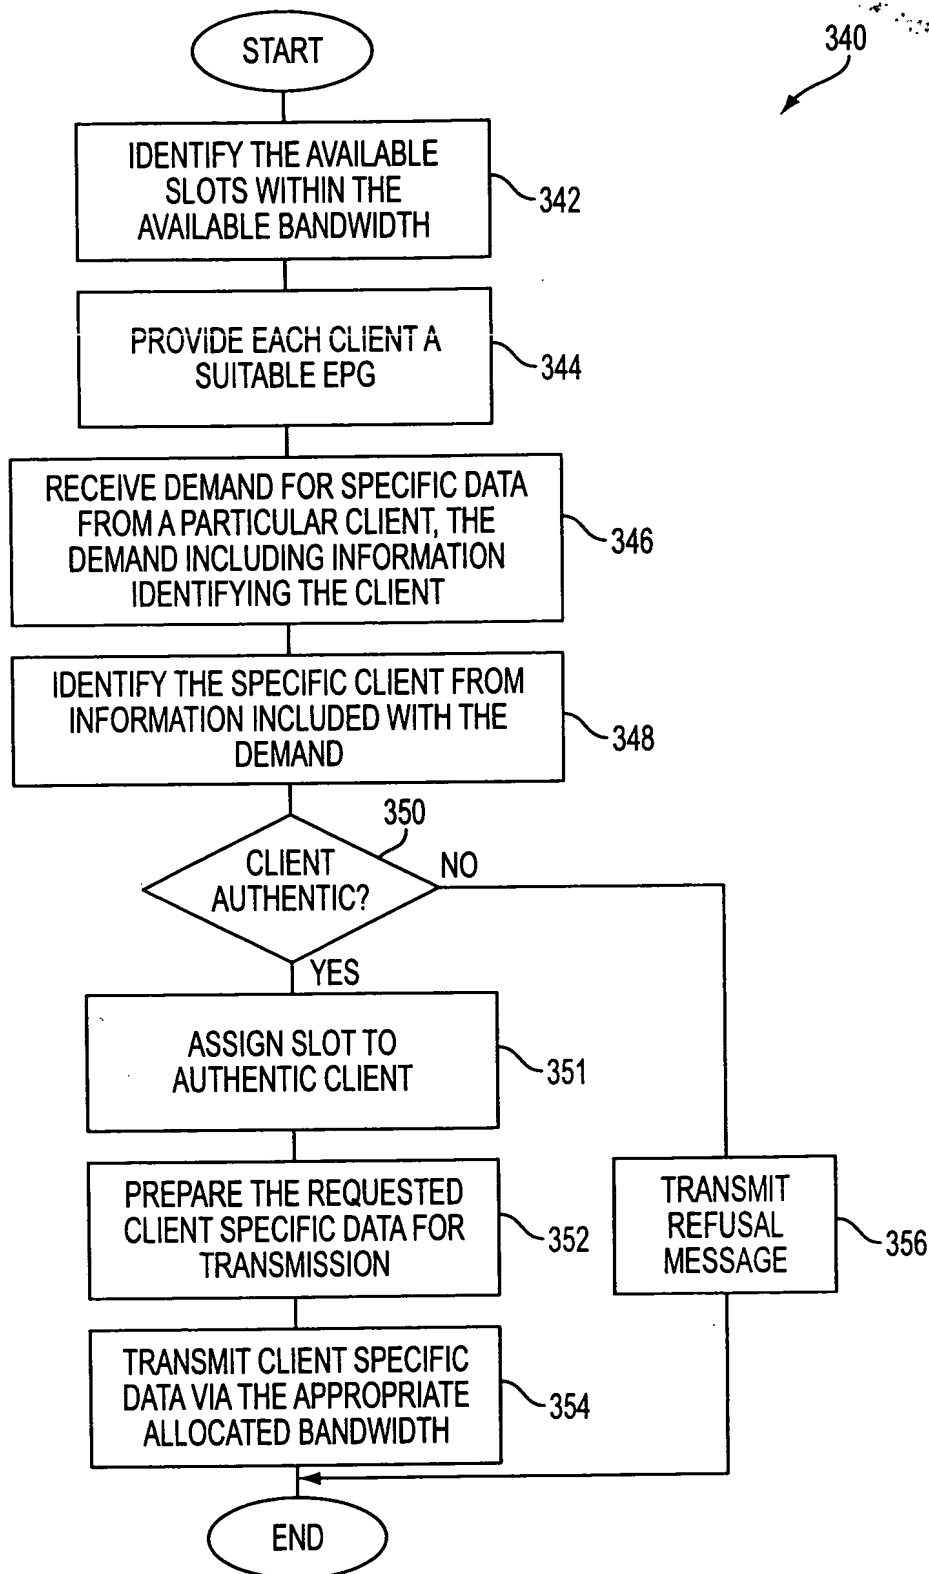 START
340
IDENTIFY THE AVAILABLE
SLOTS WITHIN THE
AVAILABLE BANDWIDTH
342
PROVIDE EACH CLIENT A
SUITABLE EPG
344
RECEIVE DEMAND FOR SPECIFIC DATA
FROM A PARTICULAR CLIENT, THE
DEMAND INCLUDING INFORMATION
IDENTIFYING THE CLIENT
346
IDENTIFY THE SPECIFIC CLIENT FROM
INFORMATION INCLUDED WITH THE
DEMAND
348
350
CLIENT
AUTHENTIC?
NO
YES
ASSIGN SLOT TO
AUTHENTIC CLIENT
351
PREPARE THE REQUESTED
CLIENT SPECIFIC DATA FOR
TRANSMISSION
352
TRANSMIT
REFUSAL
MESSAGE
356
TRANSMIT CLIENT SPECIFIC
DATA VIA THE APPROPRIATE
ALLOCATED BANDWIDTH
354
END